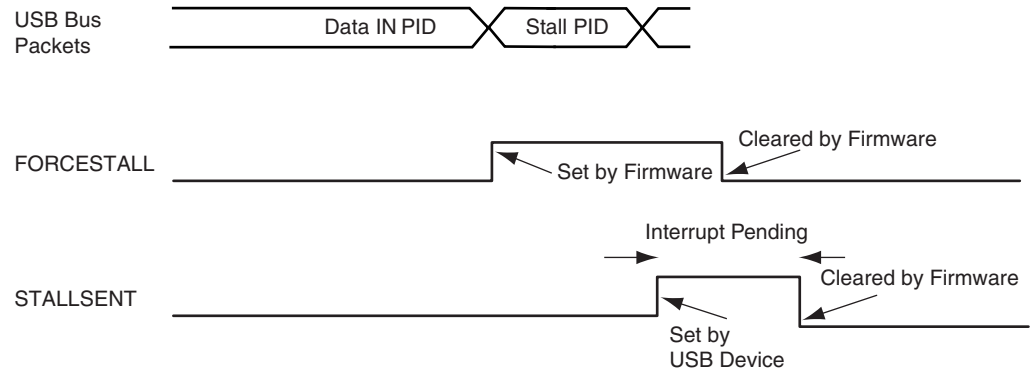 USB Bus
Packets
Data IN PID
Stall PID
FORCESTALL
Set by Firmware
Cleared by Firmware
Interrupt Pending
STALLSENT
Cleared by Firmware
Set by
USB Device